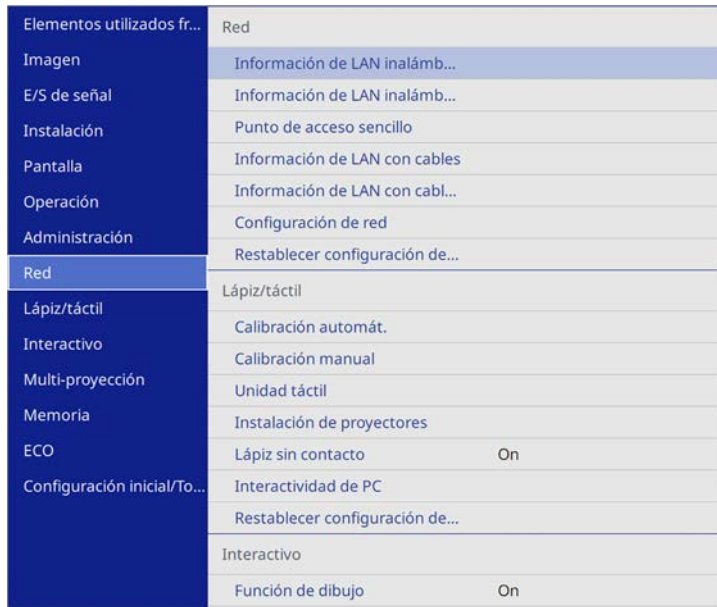 Elementos utilizados fr...
Imagen
E/S de señal
Instalación
Pantalla
Operación
Administración
Red
Lápiz/táctil
Interactivo
Multi-proyección
Memoria
ECO
Configuración inicial/To...
Red
Información de LAN inalámb...
Información de LAN inalámb...
Punto de acceso sencillo
Información de LAN con cables
Información de LAN con cabl...
Configuración de red
Restablecer configuración de...
Lápiz/táctil
Calibración automát.
Calibración manual
Unidad táctil
Instalación de proyectores
Lápiz sin contacto On
Interactividad de PC
Restablecer configuración de...
Interactivo
Función de dibujo On